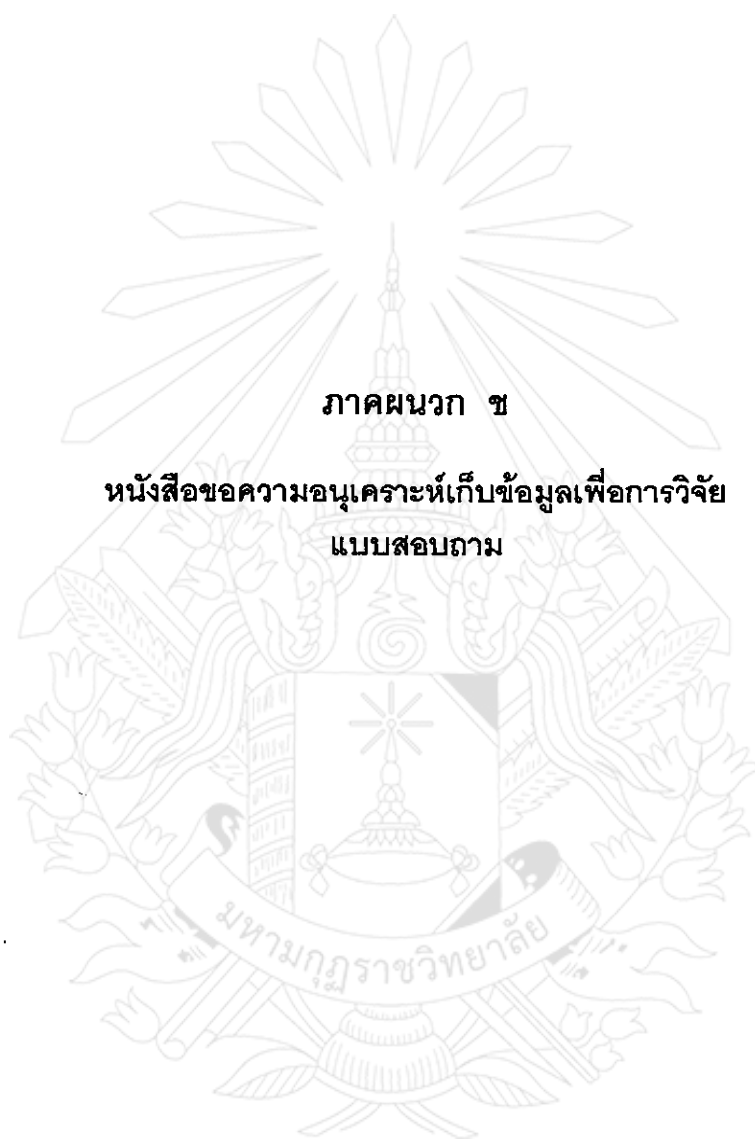 ภาคผนวก ช
หนังสือขอความอนุเคราะห์เก็บข้อมูลเพื่อการวิจัย
แบบสอบถาม
มหามกุฏราชวิทยาลัย